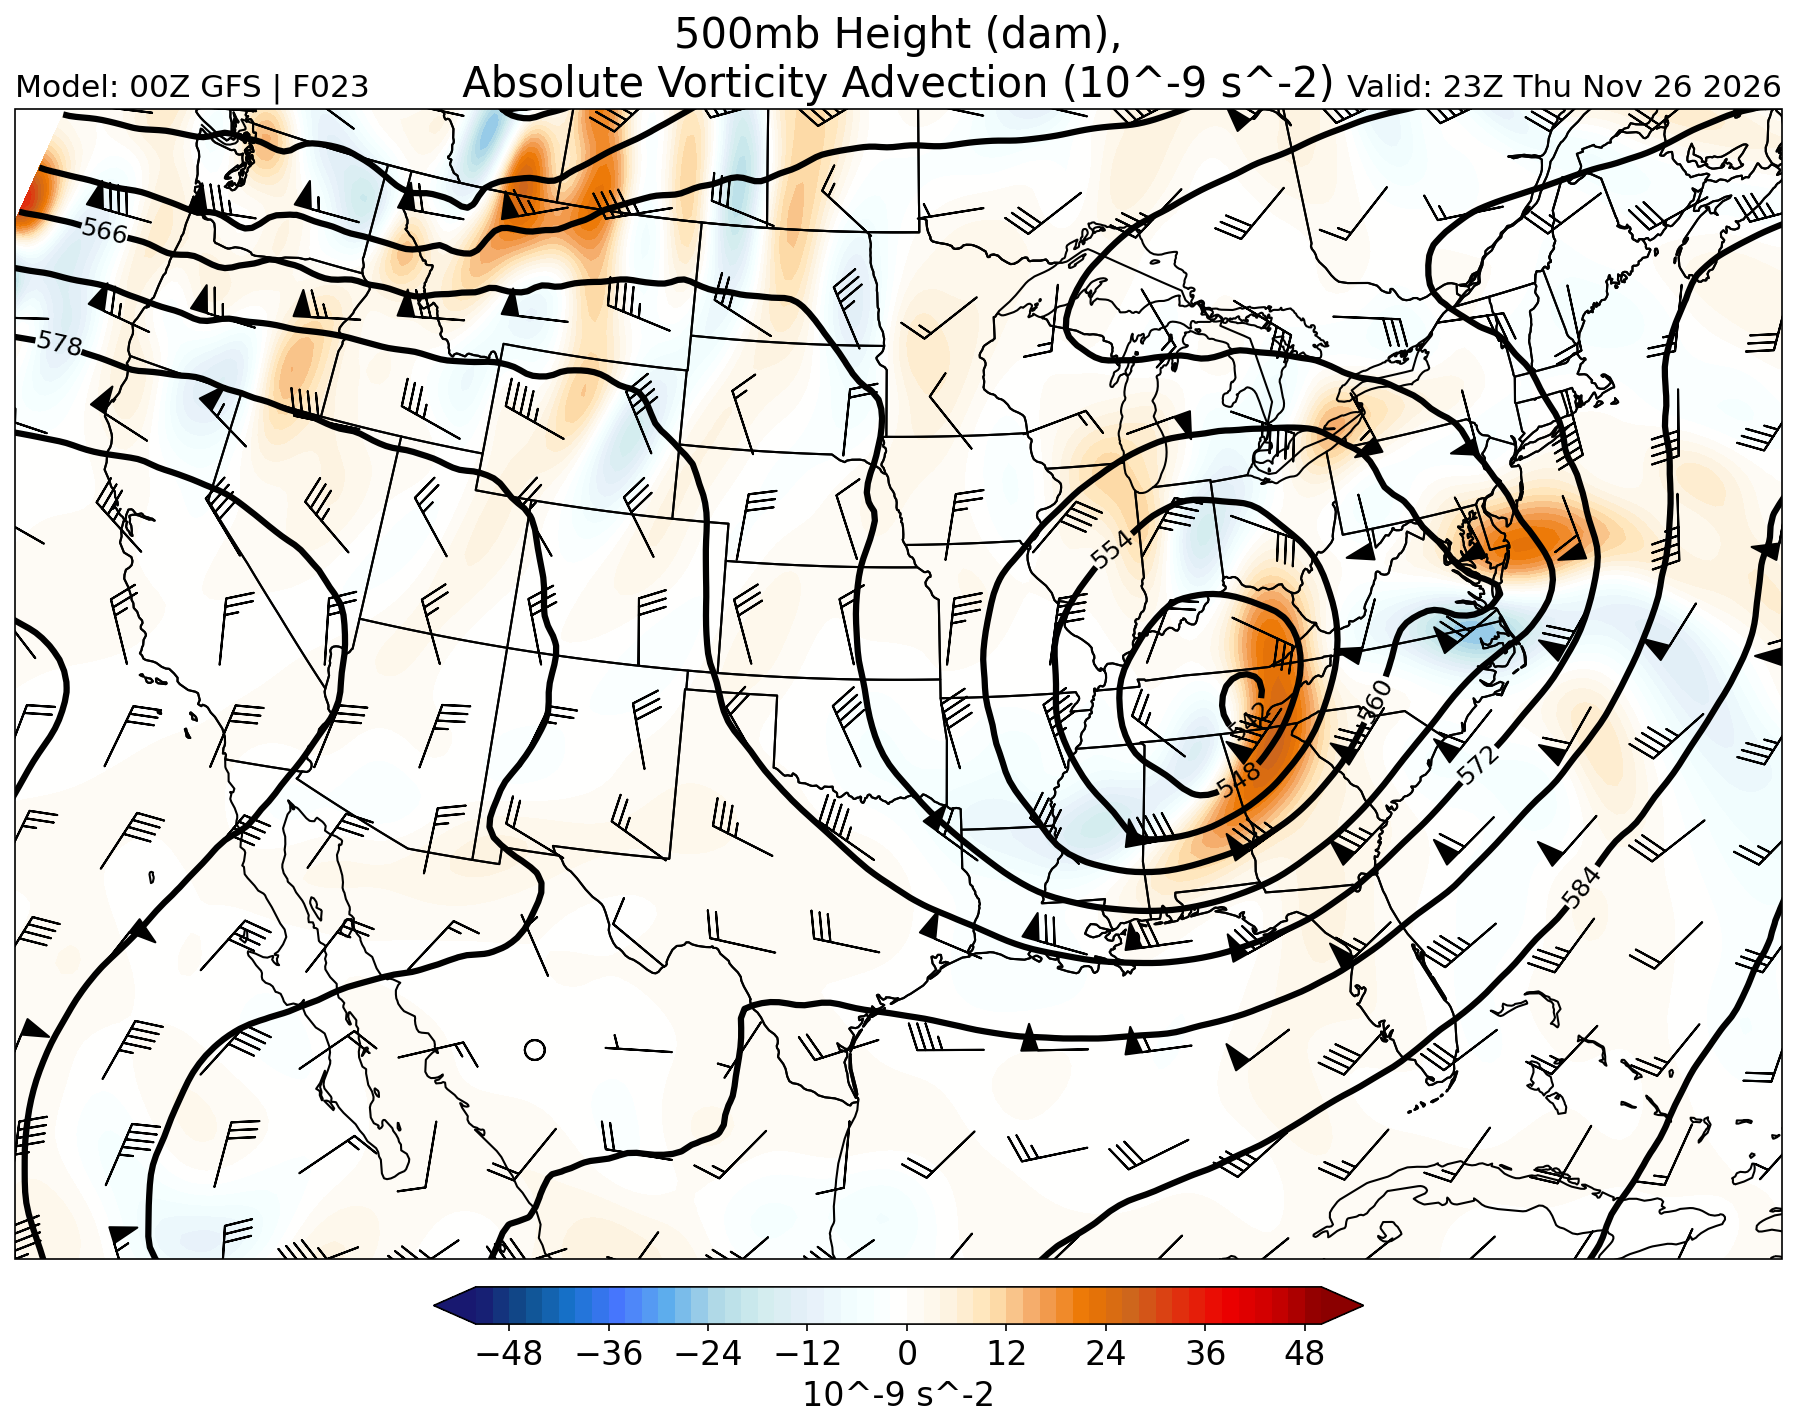 500mb Height (dam),
Model: 00Z GFS | F023
Absolute Vorticity Advection (10^-9 s^-2)
Valid: 23Z Thu Nov 26 2026
566
578
554
560
542
548
572
584
−48 −36 −24 −12 0 12 24 36 48
10^-9 s^-2